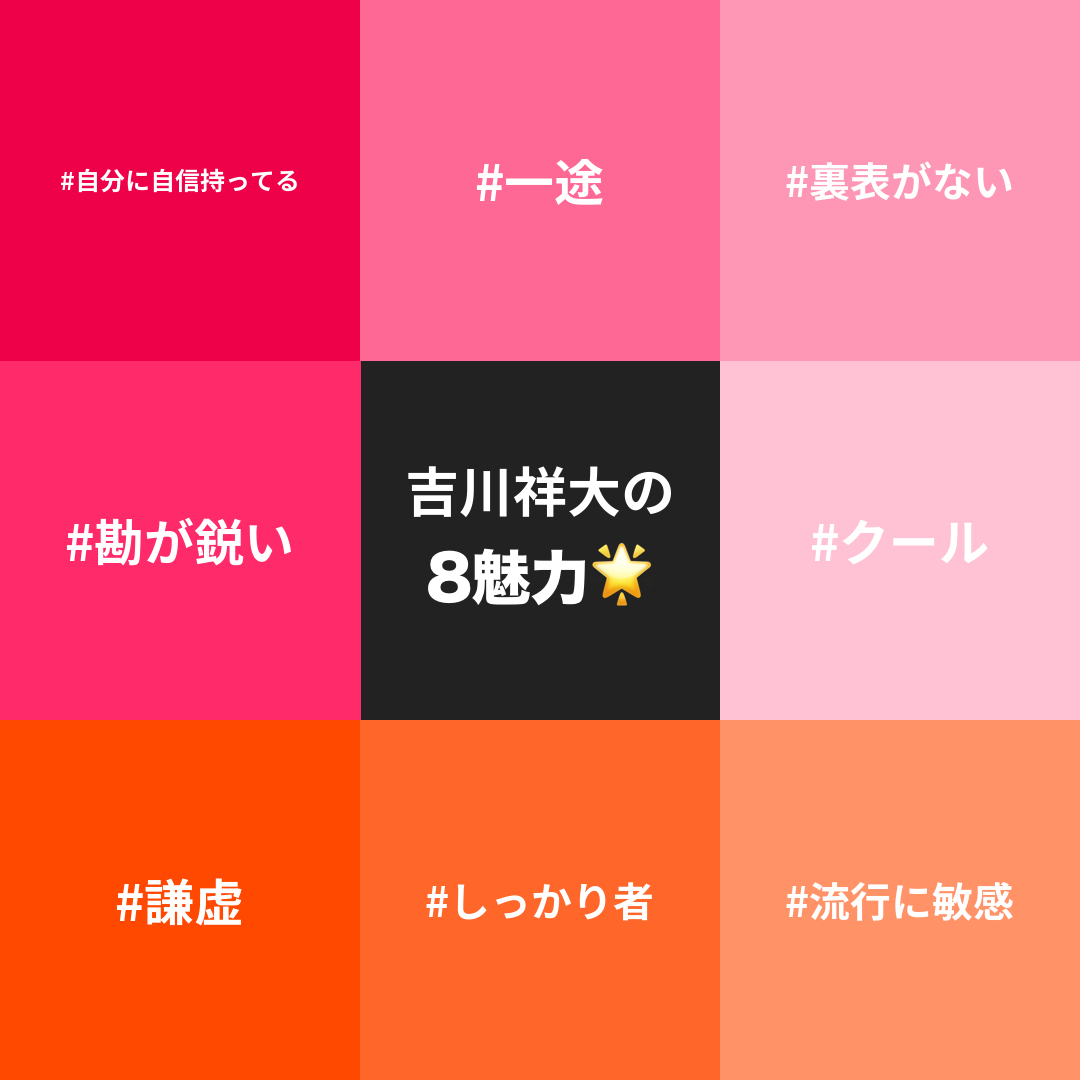 #自分に自信持ってる
#一途
#裏表がない
#勘が鋭い
吉川祥大の
8魅力🌟
#クール
#謙虚
#しっかり者
#流行に敏感